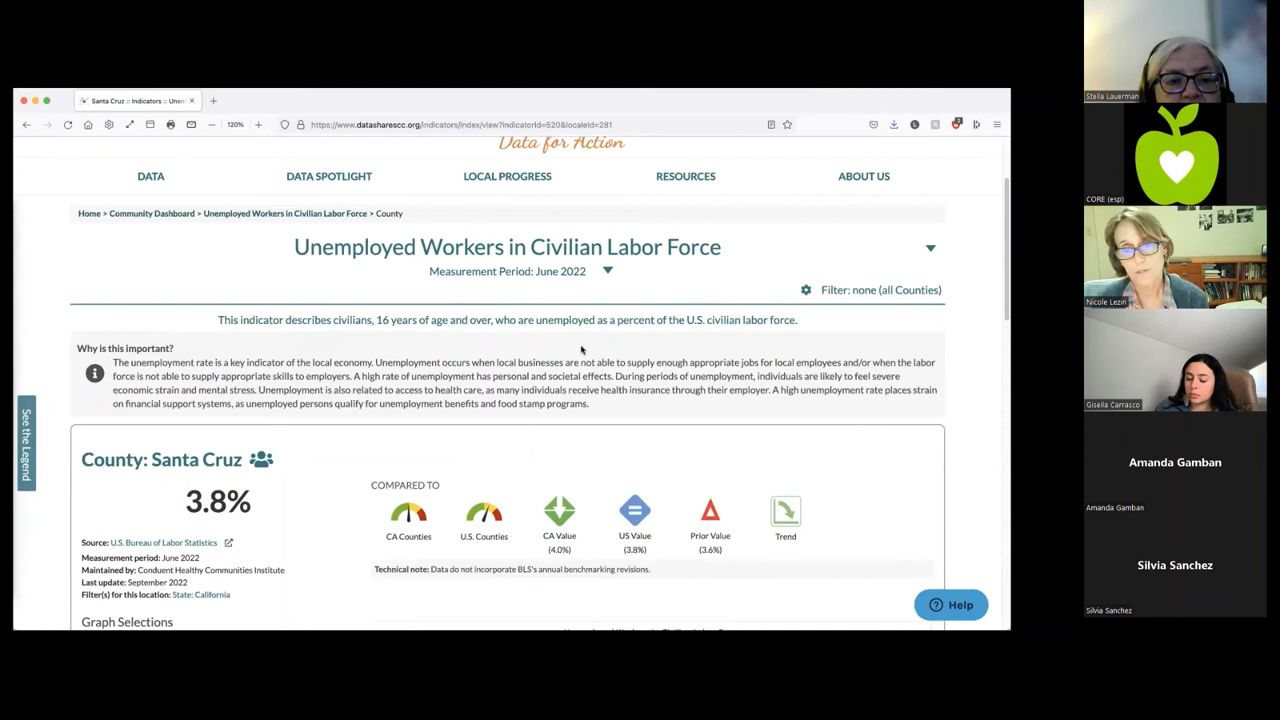 Santa Cruz :: Indicators :: Unem
120%
https://www.datasharescc.org/indicators/index/view?indicatorId=520&localeId=281
Data for Action
DATA
DATA SPOTLIGHT
LOCAL PROGRESS
RESOURCES
ABOUT US
Home > Community Dashboard > Unemployed Workers in Civilian Labor Force > County
Unemployed Workers in Civilian Labor Force
Measurement Period: June 2022
Filter: none (all Counties)
This indicator describes civilians, 16 years of age and over, who are unemployed as a percent of the U.S. civilian labor force.
Why is this important?
The unemployment rate is a key indicator of the local economy. Unemployment occurs when local businesses are not able to supply enough appropriate jobs for local employees and/or when the labor
force is not able to supply appropriate skills to employers. A high rate of unemployment has personal and societal effects. During periods of unemployment, individuals are likely to feel severe
economic strain and mental stress. Unemployment is also related to access to health care, as many individuals receive health insurance through their employer. A high unemployment rate places strain
on financial support systems, as unemployed persons qualify for unemployment benefits and food stamp programs.
See the Legend
County: Santa Cruz
3.8%
Source: U.S. Bureau of Labor Statistics
Measurement period: June 2022
Maintained by: Conduent Healthy Communities Institute
Last update: September 2022
Filter(s) for this location: State: California
Graph Selections
COMPARED TO
CA Counties
U.S. Counties
CA Value
(4.0%)
US Value
(3.8%)
Prior Value
(3.6%)
Trend
Technical note: Data do not incorporate BLS's annual benchmarking revisions.
Help
Stella Lauerman
CORE (esp)
Nicole Lezin
Gisella Carrasco
Amanda Gamban
Amanda Gamban
Silvia Sanchez
Silvia Sanchez